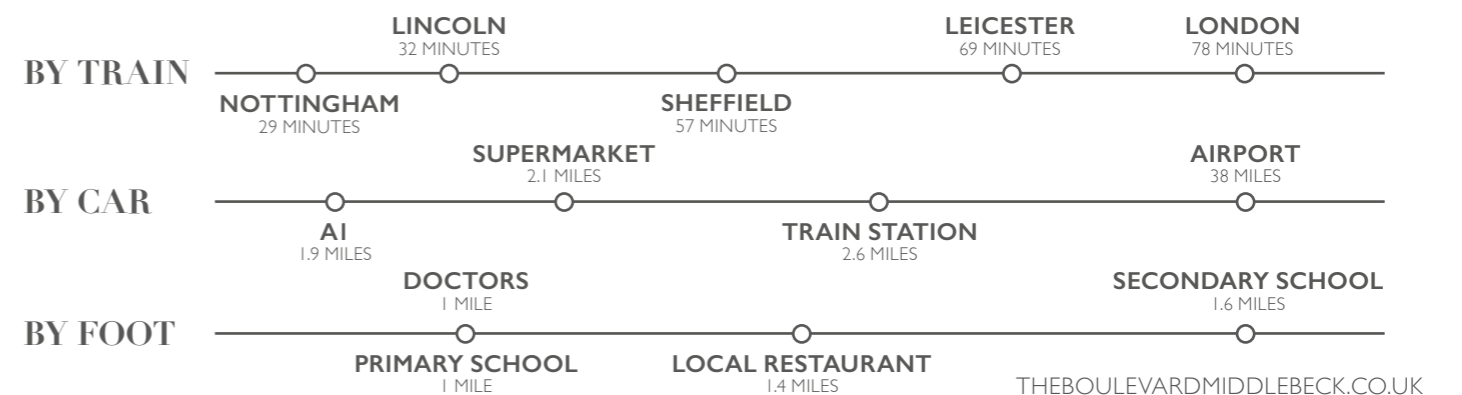 BY TRAIN
LINCOLN
32 MINUTES
LEICESTER
69 MINUTES
LONDON
78 MINUTES
NOTTINGHAM
29 MINUTES
SHEFFIELD
57 MINUTES
BY CAR
SUPERMARKET
2.1 MILES
AIRPORT
38 MILES
A1
1.9 MILES
TRAIN STATION
2.6 MILES
BY FOOT
DOCTORS
1 MILE
SECONDARY SCHOOL
1.6 MILES
PRIMARY SCHOOL
1 MILE
LOCAL RESTAURANT
1.4 MILES
THEBOULEVARDMIDDLEBECK.CO.UK